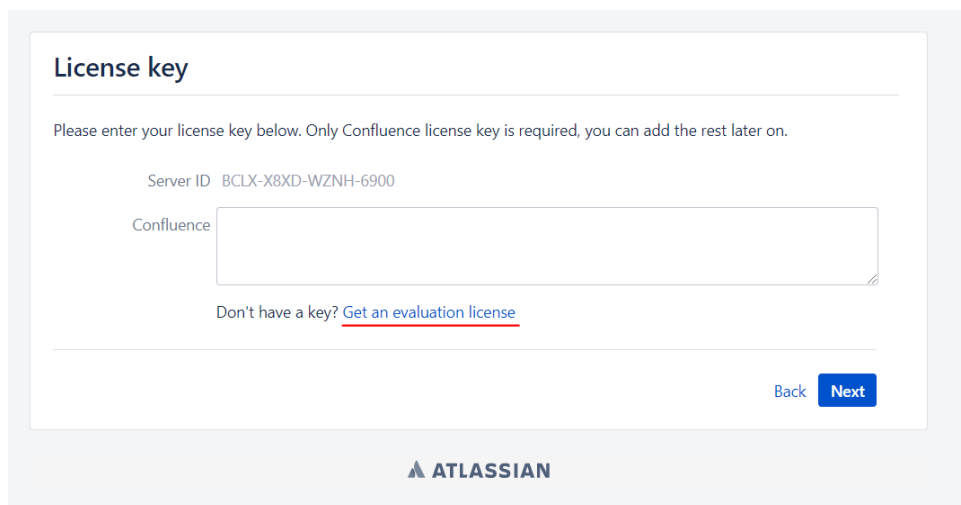 License key
Please enter your license key below. Only Confluence license key is required, you can add the rest later on.
Server ID BCLX-X8XD-WZNH-6900
Confluence
Don't have a key? Get an evaluation license
Back Next
ATLASSIAN